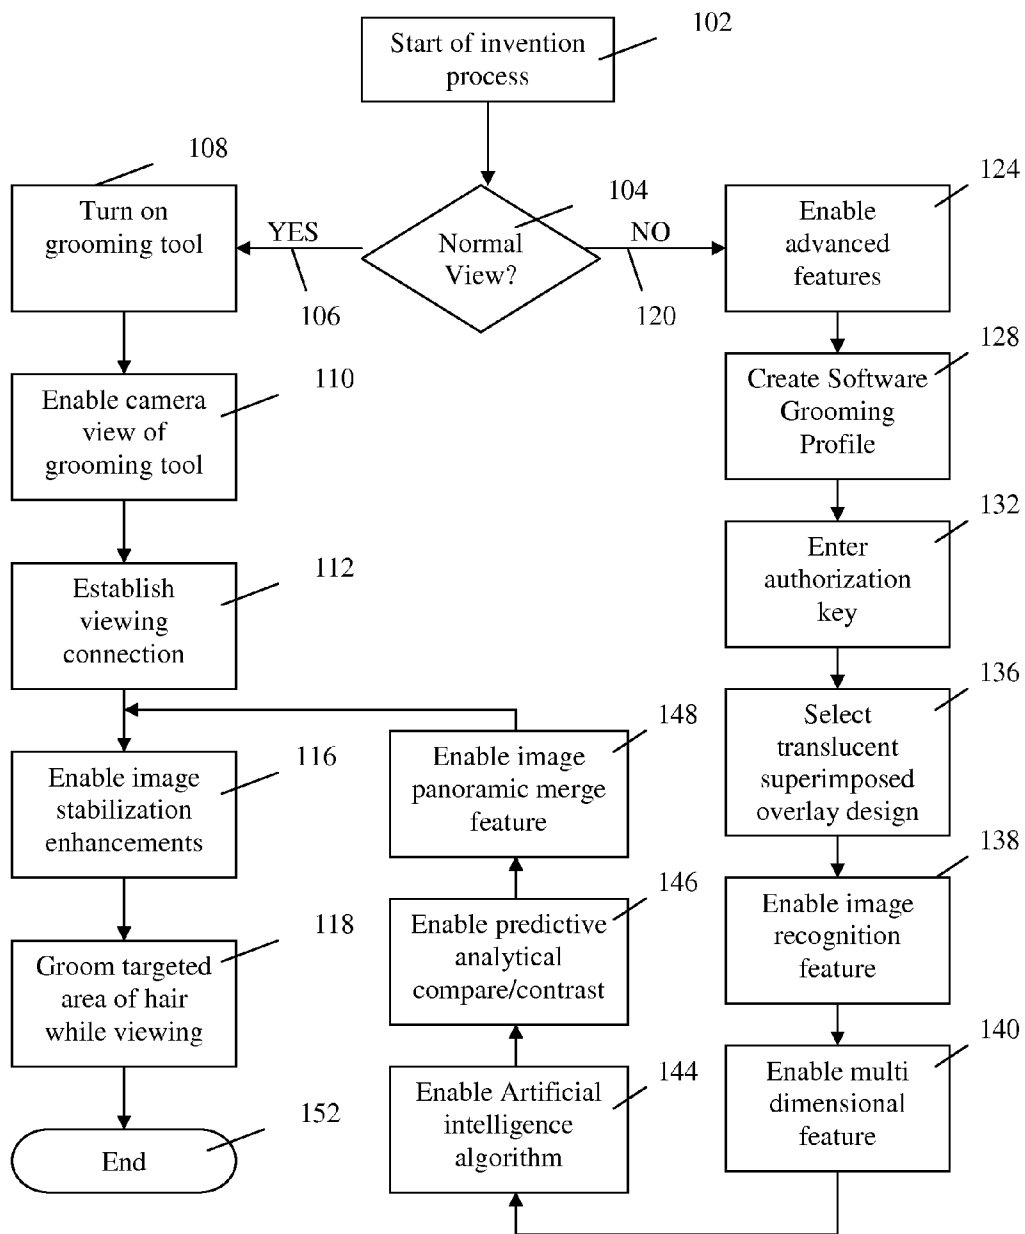 Start of invention
process
102
Normal
View?
104
YES
106
NO
120
108
Turn on
grooming tool
110
Enable camera
view of
grooming tool
112
Establish
viewing
connection
116
Enable image
stabilization
enhancements
118
Groom targeted
area of hair
while viewing
152
End
124
Enable
advanced
features
128
Create Software
Grooming
Profile
132
Enter
authorization
key
136
Select
translucent
superimposed
overlay design
138
Enable image
recognition
feature
140
Enable multi
dimensional
feature
144
Enable Artificial
intelligence
algorithm
146
Enable predictive
analytical
compare/contrast
148
Enable image
panoramic merge
feature